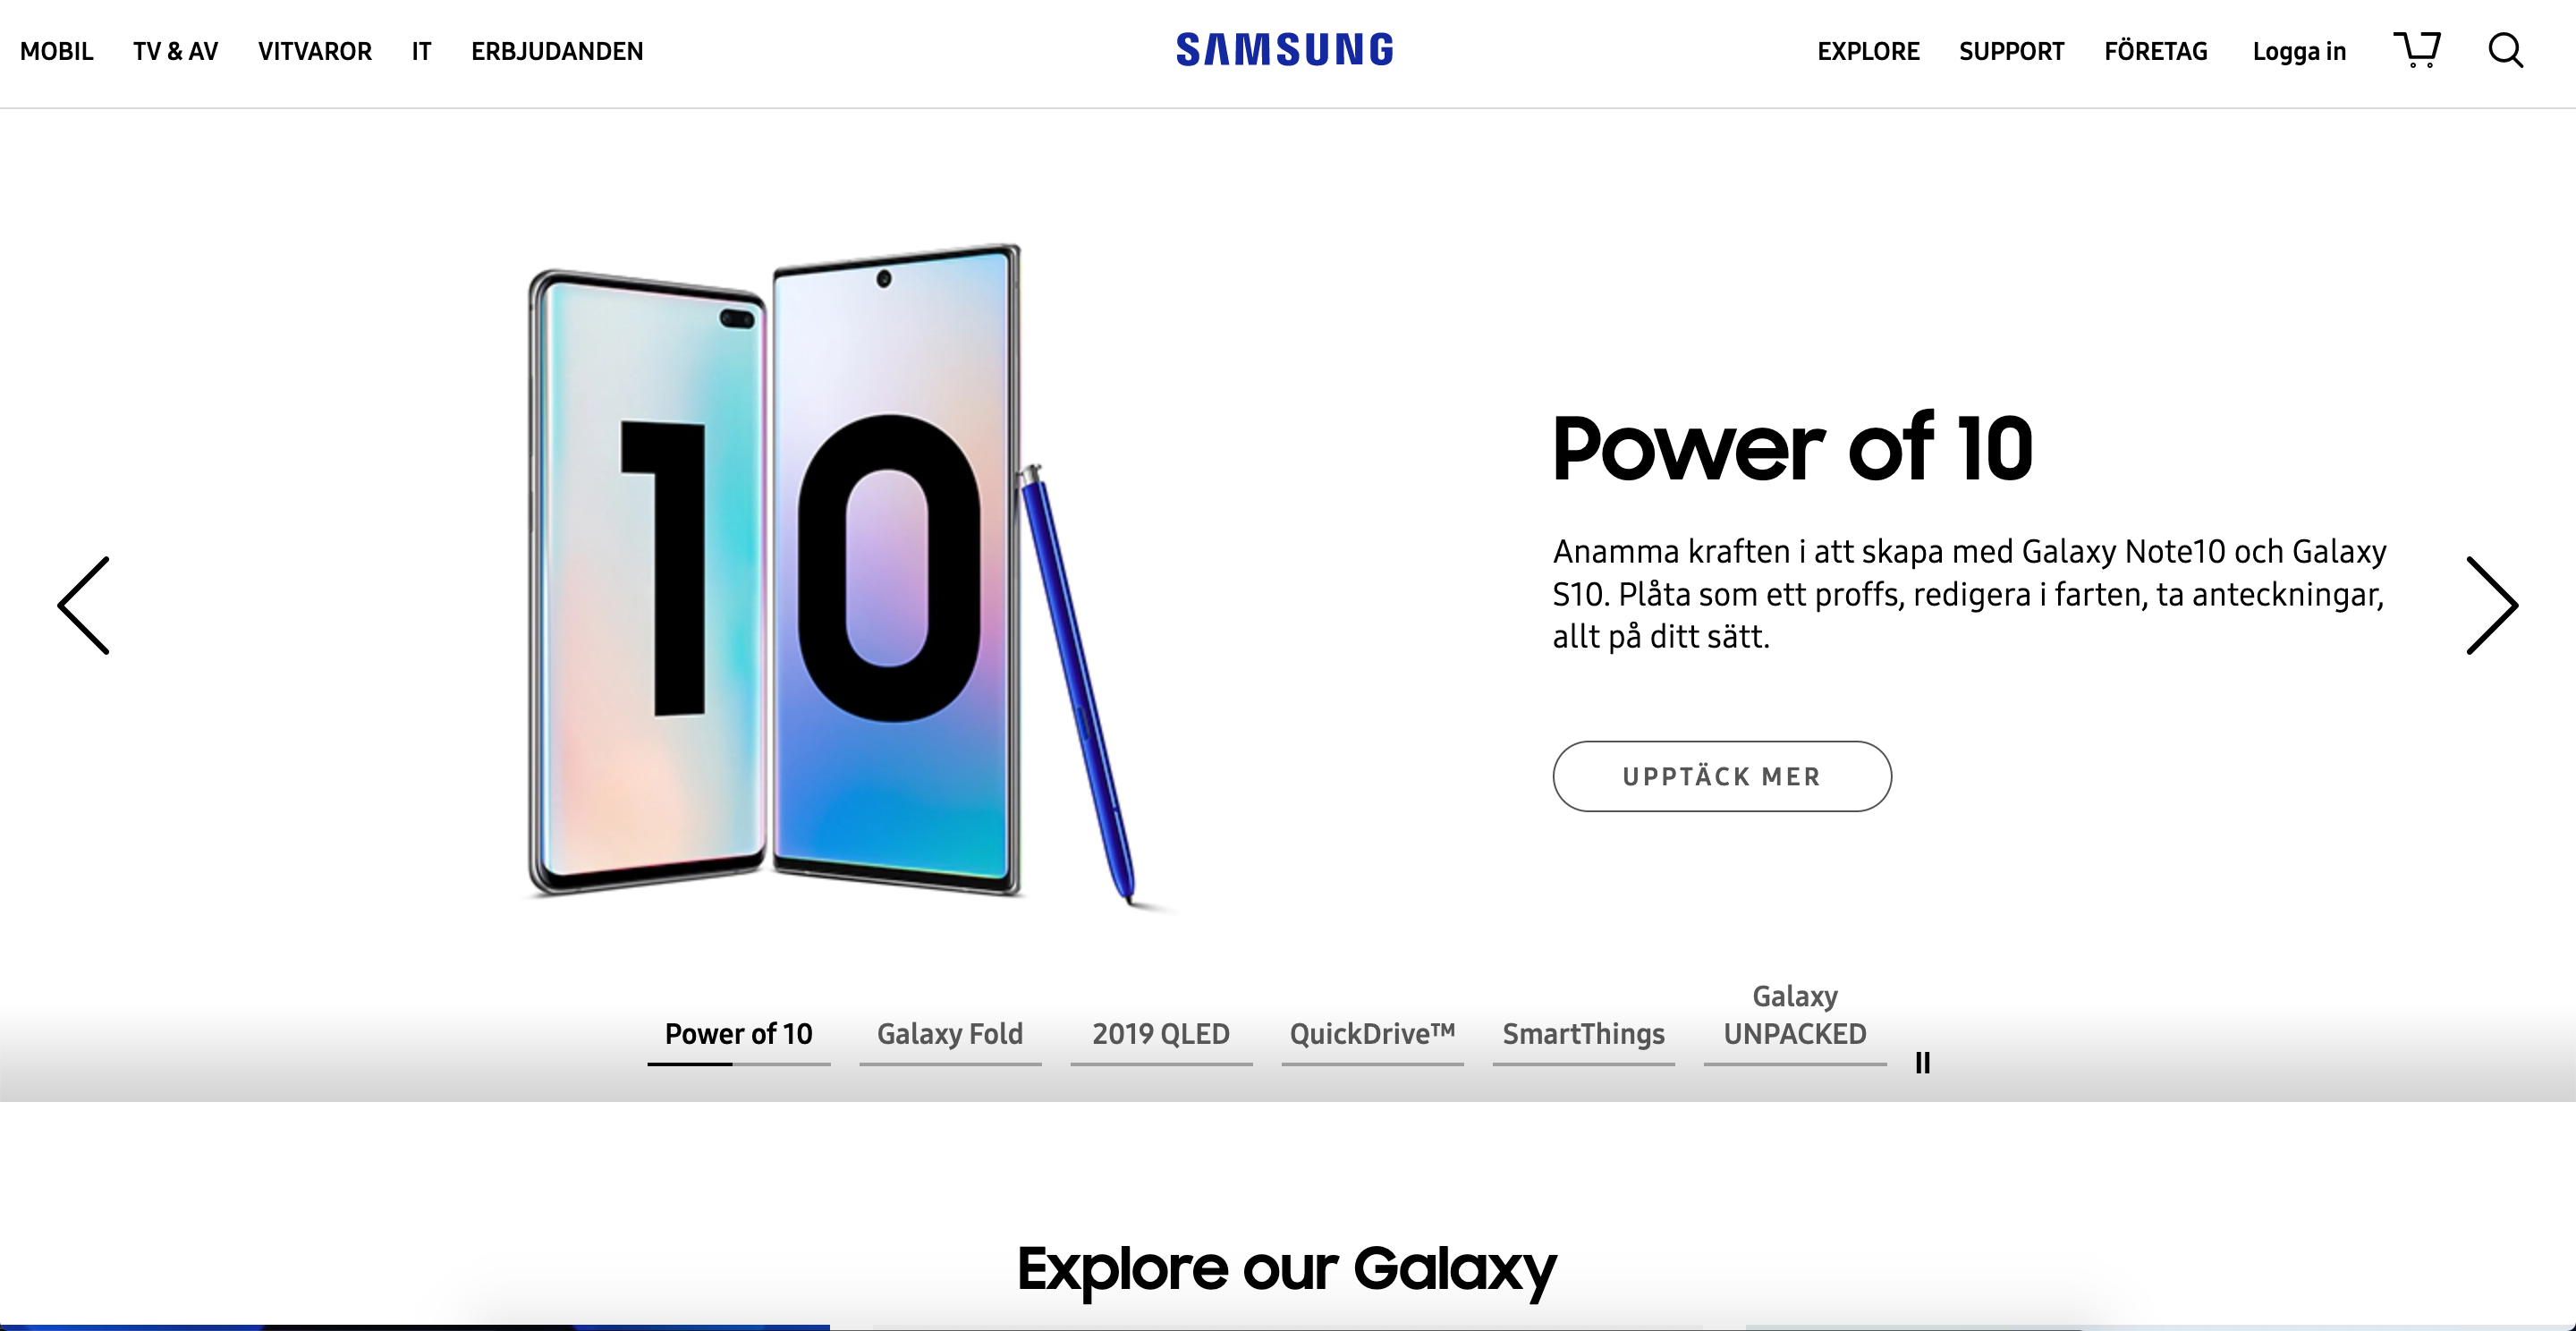 MOBIL TV & AV VITVAROR IT ERBJUDANDEN SAMSUNG EXPLORE SUPPORT FÖRETAG Logga in
10
Power of 10
Anamma kraften i att skapa med Galaxy Note10 och Galaxy
S10. Plåta som ett proffs, redigera i farten, ta anteckningar,
allt på ditt sätt.
UPPTÄCK MER
Power of 10
Galaxy Fold
2019 QLED
QuickDrive™
SmartThings
Galaxy
UNPACKED
Explore our Galaxy